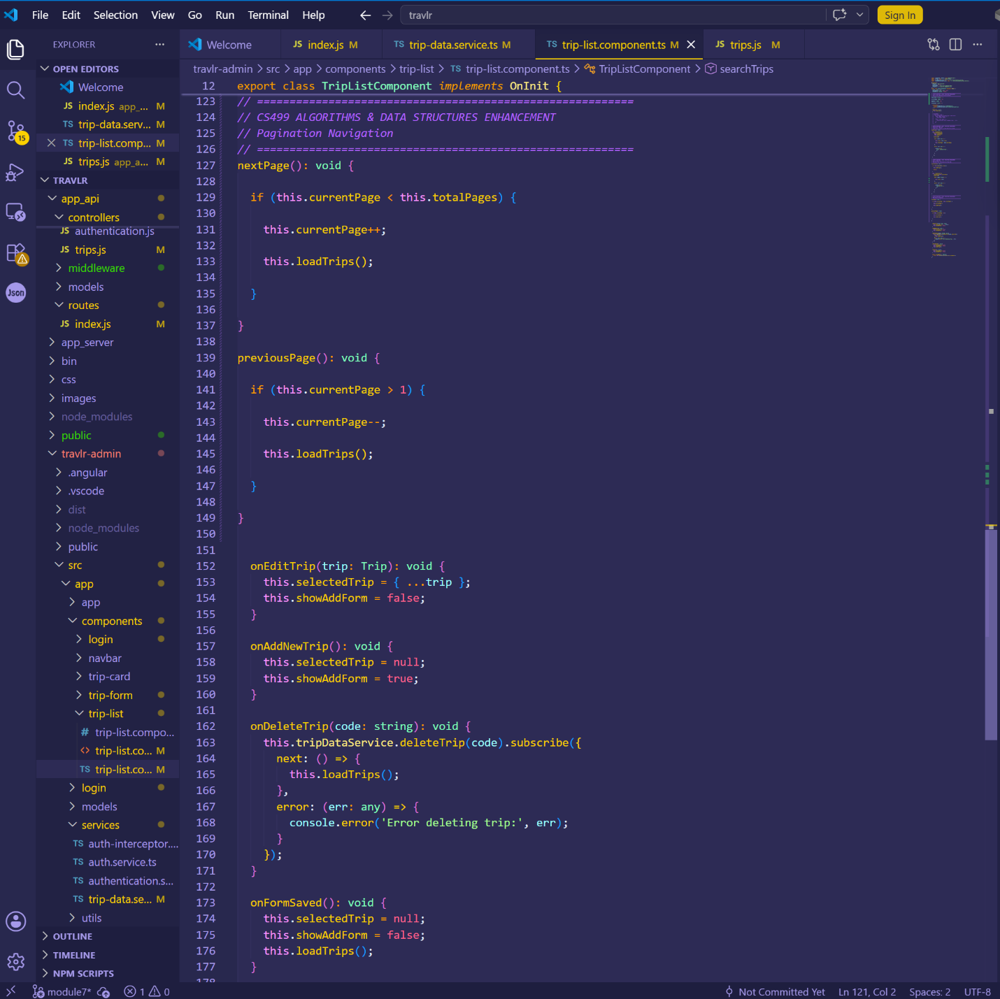 File Edit Selection View Go Run Terminal Help
travlr
Sign In
EXPLORER
Welcome
JS index.js M
TS trip-data.service.ts M
TS trip-list.component.ts M
JS trips.js M
travlr-admin > src > app > components > trip-list > TS trip-list.component.ts > TripListComponent > searchTrips
OPEN EDITORS
Welcome
JS index.js app_... M
TS trip-data.serv... M
TS trip-list.comp... M
JS trips.js app_a... M
TRAVLR
app_api
controllers
JS authentication.js
JS trips.js M
middleware
models
routes
JS index.js M
app_server
bin
css
images
node_modules
public
travlr-admin
.angular
.vscode
dist
node_modules
public
src
app
app
components
login
navbar
trip-card
trip-form
trip-list
# trip-list.compo...
<> trip-list.co... M
TS trip-list.co... M
login
models
services
TS auth-interceptor....
TS auth.service.ts
TS authentication.s...
TS trip-data.se... M
utils
OUTLINE
TIMELINE
NPM SCRIPTS
15
Json
12 export class TripListComponent implements OnInit {
123 // ==========================================================
124 // CS499 ALGORITHMS & DATA STRUCTURES ENHANCEMENT
125 // Pagination Navigation
126 // ==========================================================
127 nextPage(): void {
128
129 if (this.currentPage < this.totalPages) {
130
131 this.currentPage++;
132
133 this.loadTrips();
134
135 }
136
137 }
138
139 previousPage(): void {
140
141 if (this.currentPage > 1) {
142
143 this.currentPage--;
144
145 this.loadTrips();
146
147 }
148
149 }
150
151
152 onEditTrip(trip: Trip): void {
153 this.selectedTrip = { ...trip };
154 this.showAddForm = false;
155 }
156
157 onAddNewTrip(): void {
158 this.selectedTrip = null;
159 this.showAddForm = true;
160 }
161
162 onDeleteTrip(code: string): void {
163 this.tripDataService.deleteTrip(code).subscribe({
164 next: () => {
165 this.loadTrips();
166 },
167 error: (err: any) => {
168 console.error('Error deleting trip:', err);
169 }
170 });
171 }
172
173 onFormSaved(): void {
174 this.selectedTrip = null;
175 this.showAddForm = false;
176 this.loadTrips();
177 }
178
module7*
1 0
Not Committed Yet
Ln 121, Col 2
Spaces: 2
UTF-8